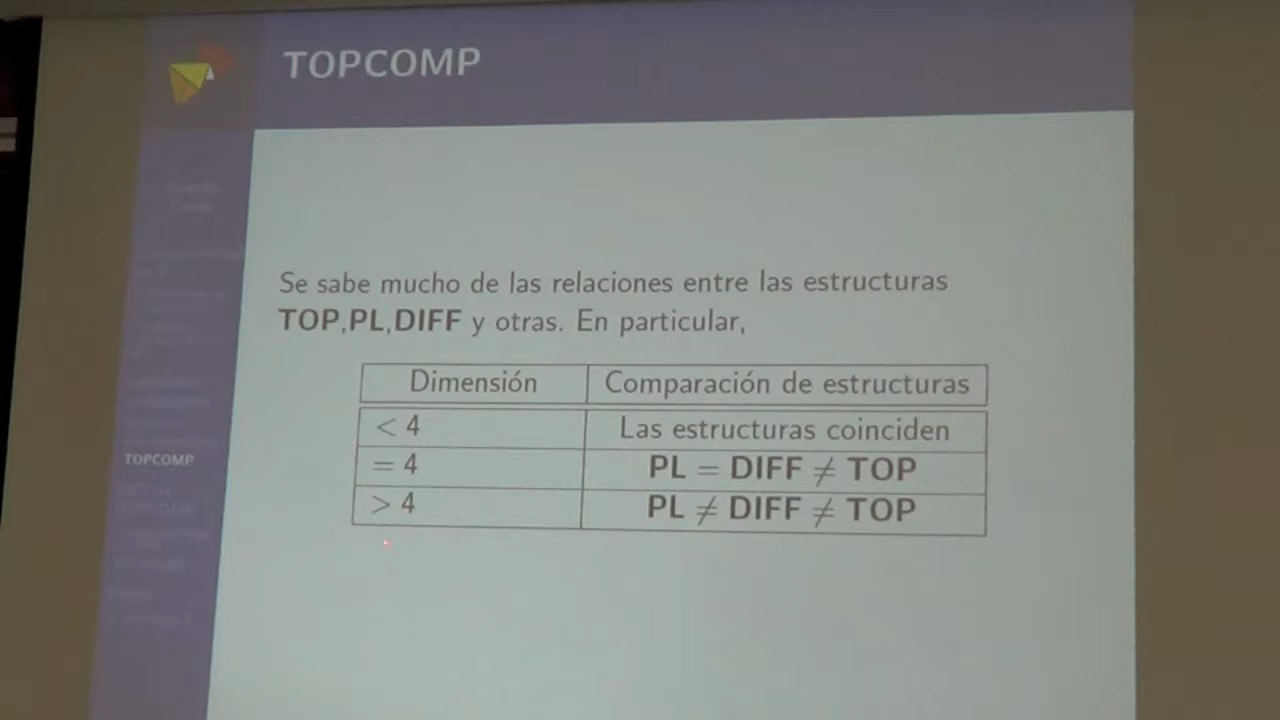 TOPCOMP
Se sabe mucho de las relaciones entre las estructuras
TOP,PL,DIFF y otras. En particular,
Dimensión Comparación de estructuras
< 4 Las estructuras coinciden
= 4 PL = DIFF ≠ TOP
> 4 PL ≠ DIFF ≠ TOP
TOPCOMP